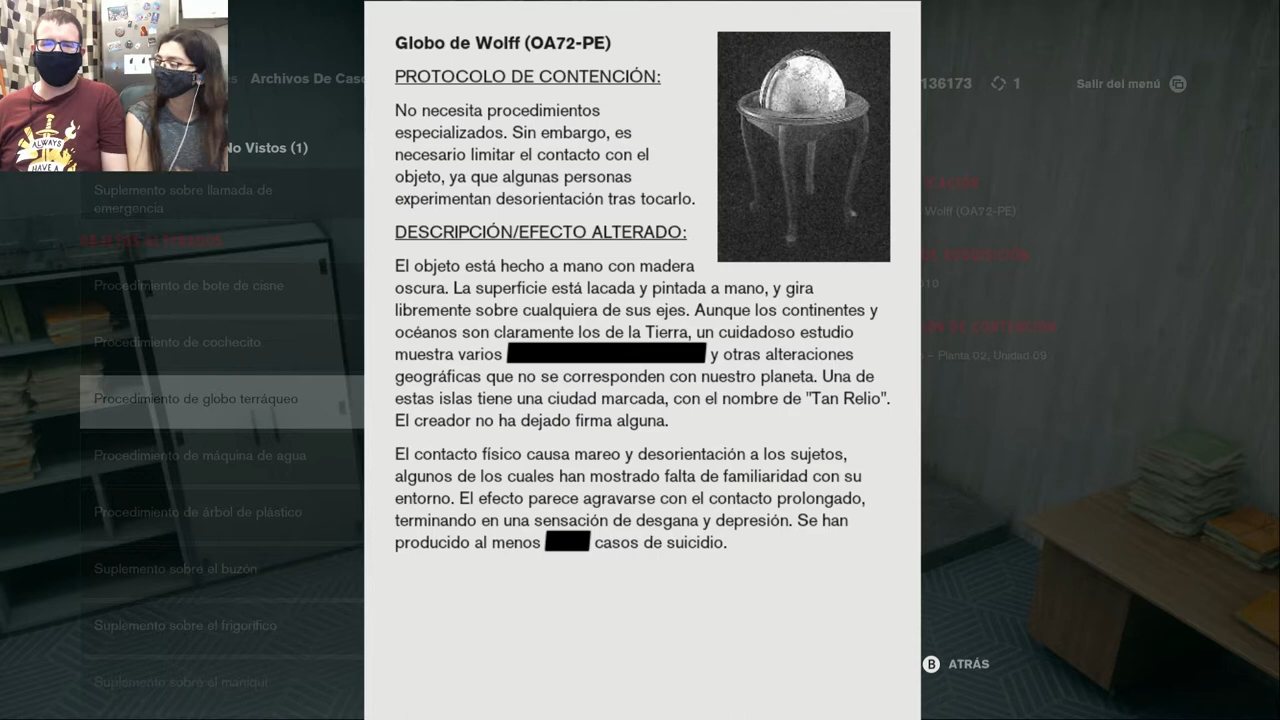 Globo de Wolff (OA72-PE)
PROTOCOLO DE CONTENCIÓN:
No necesita procedimientos
especializados. Sin embargo, es
necesario limitar el contacto con el
objeto, ya que algunas personas
experimentan desorientación tras tocarlo.
DESCRIPCIÓN/EFECTO ALTERADO:
El objeto está hecho a mano con madera
oscura. La superficie está lacada y pintada a mano, y gira
libremente sobre cualquiera de sus ejes. Aunque los continentes y
océanos son claramente los de la Tierra, un cuidadoso estudio
muestra varios y otras alteraciones
geográficas que no se corresponden con nuestro planeta. Una de
estas islas tiene una ciudad marcada, con el nombre de "Tan Relio".
El creador no ha dejado firma alguna.
El contacto físico causa mareo y desorientación a los sujetos,
algunos de los cuales han mostrado falta de familiaridad con su
entorno. El efecto parece agravarse con el contacto prolongado,
terminando en una sensación de desgana y depresión. Se han
producido al menos casos de suicidio.
Archivos De Caso
No Vistos (1)
Suplemento sobre llamada de
emergencia
OBJETOS ALTERADOS
Procedimiento de bote de cisne
Procedimiento de cochecito
Procedimiento de globo terráqueo
Procedimiento de máquina de agua
Procedimiento de árbol de plástico
Suplemento sobre el buzón
Suplemento sobre el frigorífico
Suplemento sobre el maniquí
ALWAYS
HAVE A
136173
1
Salir del menú
Wolff (OA72-PE)
– Planta 02, Unidad 09
B ATRÁS